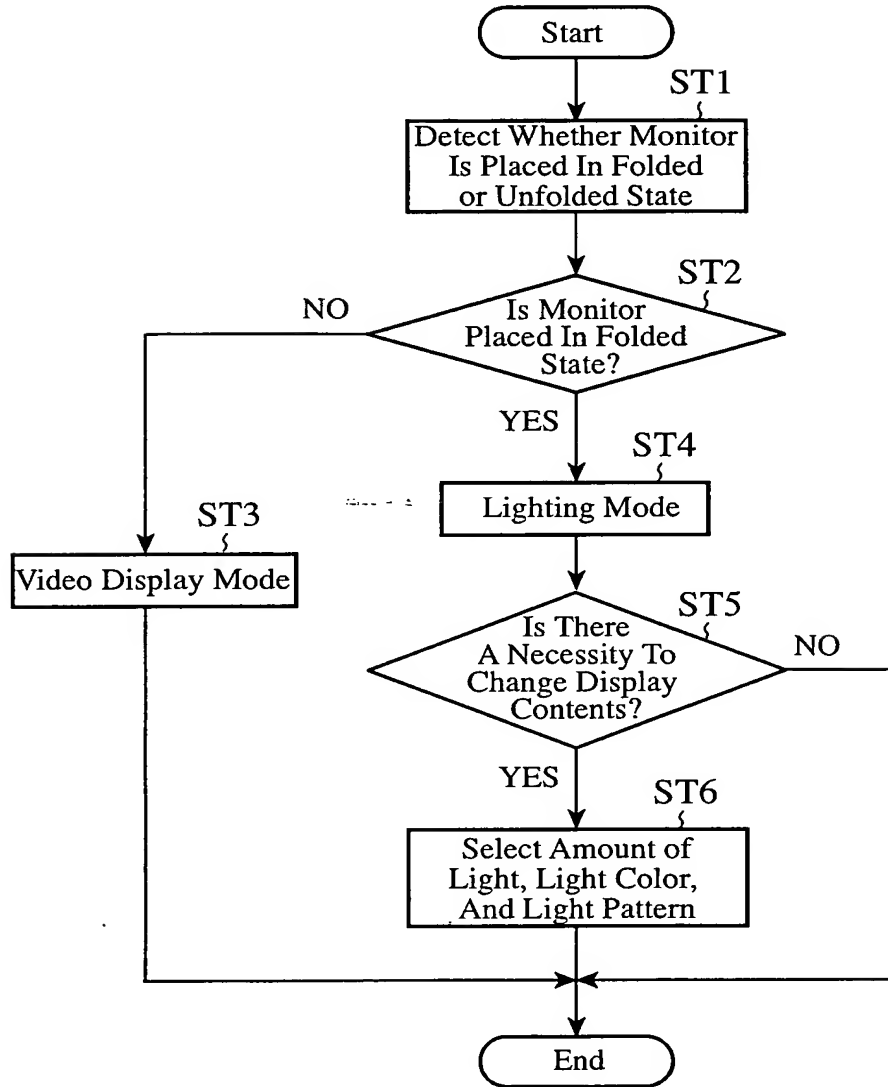 Start
ST1
Detect Whether Monitor
Is Placed In Folded
or Unfolded State
ST2
NO
Is Monitor
Placed In Folded
State?
YES
ST4
Lighting Mode
ST3
Video Display Mode
ST5
NO
Is There
A Necessity To
Change Display
Contents?
YES
ST6
Select Amount of
Light, Light Color,
And Light Pattern
End